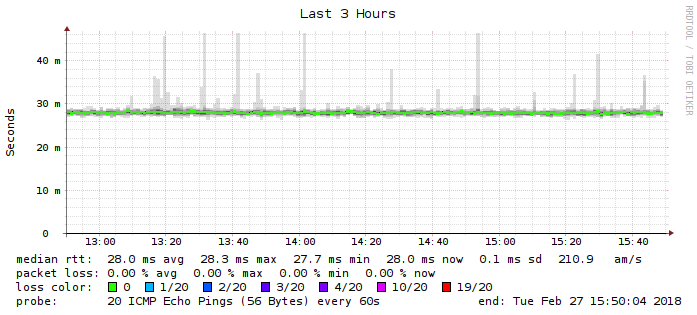 Last 3 Hours
RRDTOOL / TOBI OETIKER
Seconds
40 m
30 m
20 m
10 m
0
13:00 13:20 13:40 14:00 14:20 14:40 15:00 15:20 15:40
median rtt: 28.0 ms avg 28.3 ms max 27.7 ms min 28.0 ms now 0.1 ms sd 210.9 am/s
packet loss: 0.00 % avg 0.00 % max 0.00 % min 0.00 % now
loss color: 0 1/20 2/20 3/20 4/20 10/20 19/20
probe: 20 ICMP Echo Pings (56 Bytes) every 60s end: Tue Feb 27 15:50:04 2018